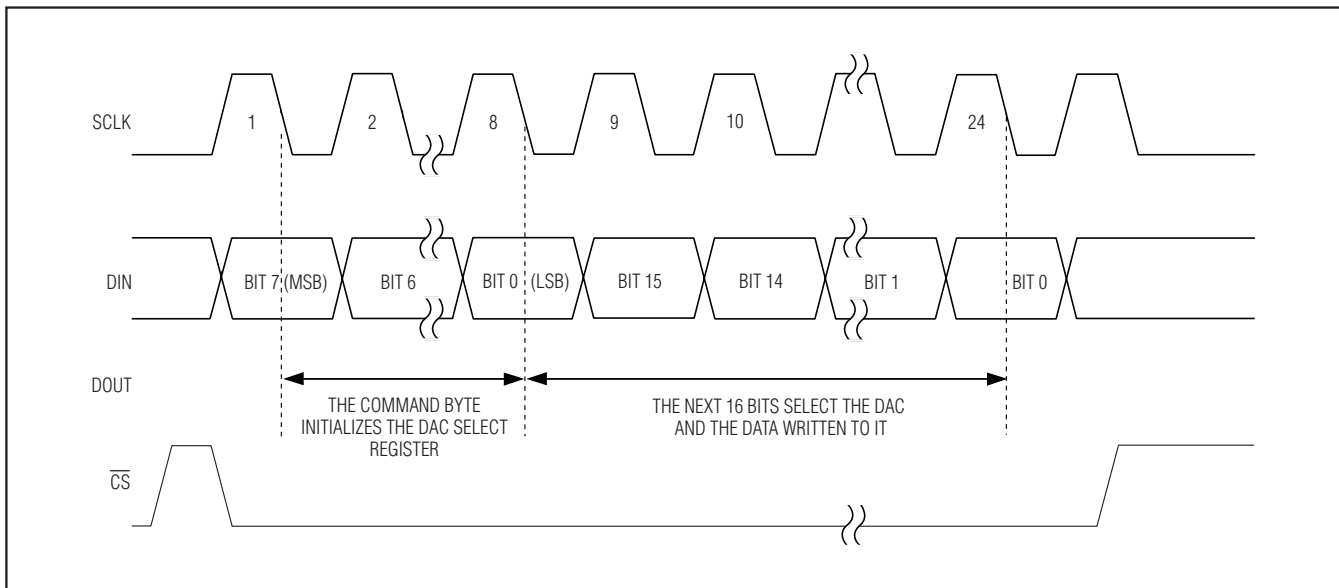 SCLK 1 2 8 9 10 24
DIN BIT 7 (MSB) BIT 6 BIT 0 (LSB) BIT 15 BIT 14 BIT 1 BIT 0
DOUT
THE COMMAND BYTE
INITIALIZES THE DAC SELECT
REGISTER
THE NEXT 16 BITS SELECT THE DAC
AND THE DATA WRITTEN TO IT
CS